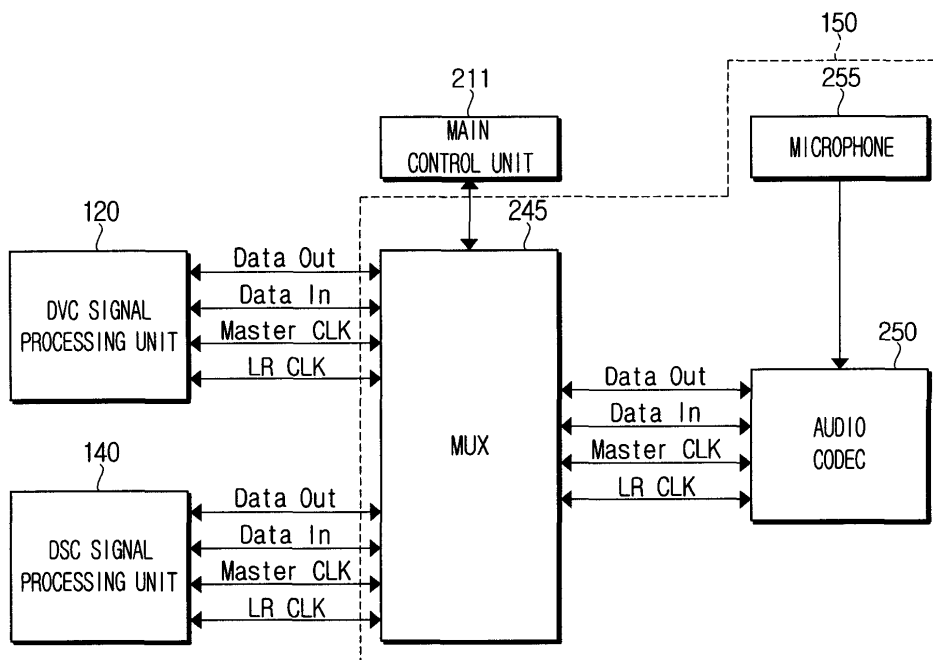 150
211
255
MAIN
CONTROL UNIT
MICROPHONE
120
245
DVC SIGNAL
PROCESSING UNIT
Data Out
Data In
Master CLK
LR CLK
MUX
250
Data Out
Data In
Master CLK
LR CLK
AUDIO
CODEC
140
DSC SIGNAL
PROCESSING UNIT
Data Out
Data In
Master CLK
LR CLK